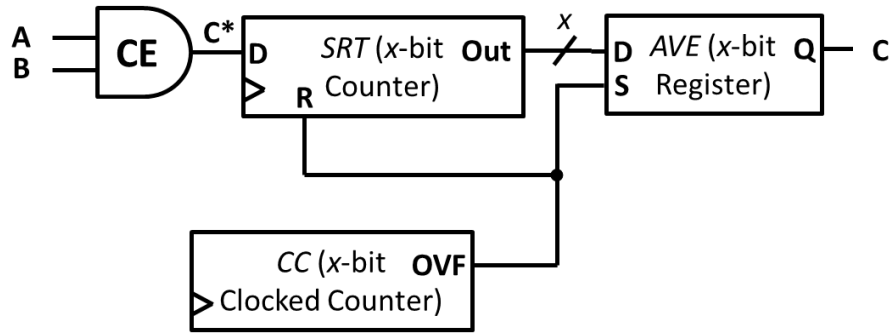 A
B
CE
C*
D
SRT (x-bit
Counter)
Out
R
x
D
S
AVE (x-bit
Register)
Q
C
CC (x-bit
Clocked Counter)
OVF